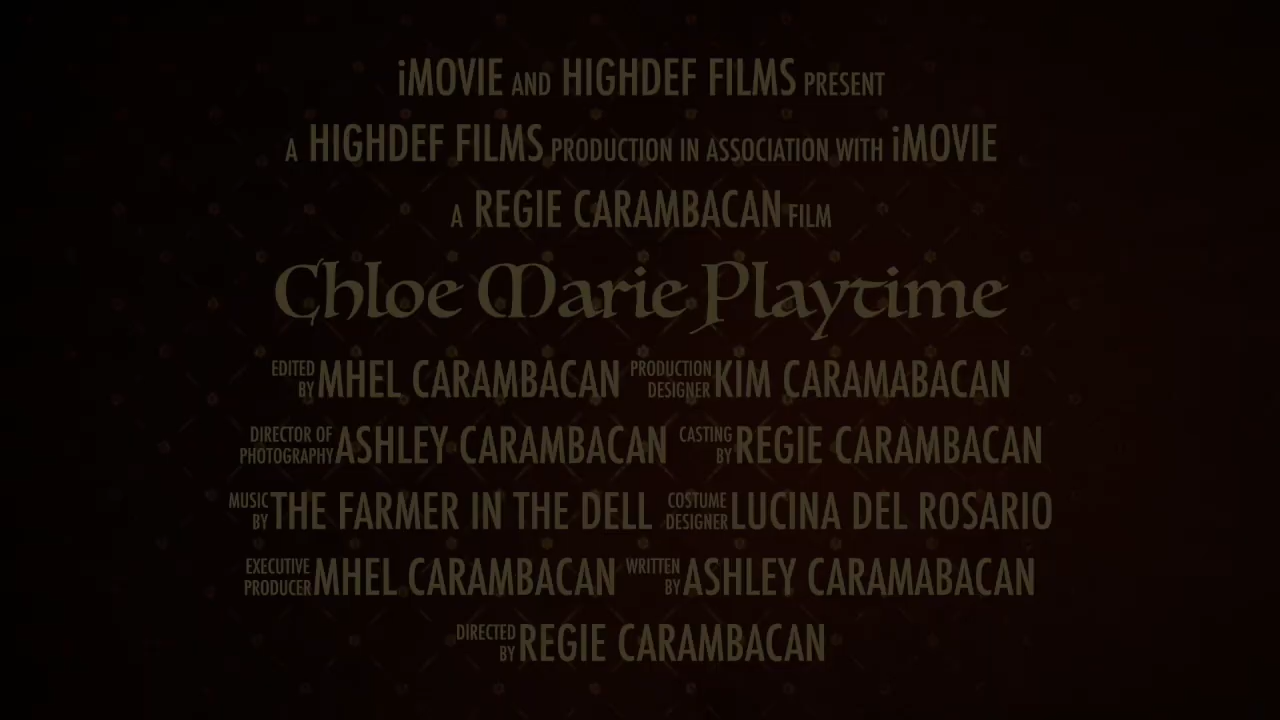 iMOVIE AND HIGHDEF FILMS PRESENT
A HIGHDEF FILMS PRODUCTION IN ASSOCIATION WITH iMOVIE
A REGIE CARAMBACAN FILM
Chloe Marie Playtime
EDITED BY MHEL CARAMBACAN PRODUCTION DESIGNER KIM CARAMABACAN
DIRECTOR OF PHOTOGRAPHY ASHLEY CARAMBACAN CASTING BY REGIE CARAMBACAN
MUSIC BY THE FARMER IN THE DELL COSTUME DESIGNER LUCINA DEL ROSARIO
EXECUTIVE PRODUCER MHEL CARAMBACAN WRITTEN BY ASHLEY CARAMABACAN
DIRECTED BY REGIE CARAMBACAN